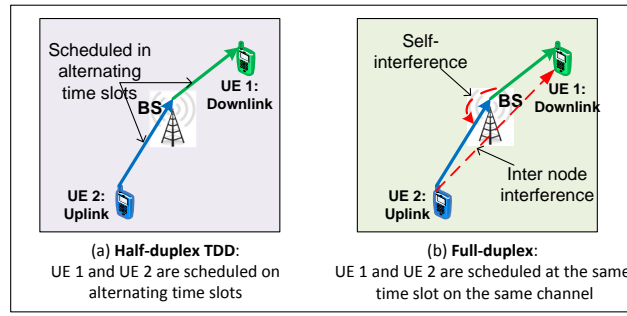 Scheduled in
alternating
time slots
BS
UE 1:
Downlink
UE 2:
Uplink
(a) Half-duplex TDD:
UE 1 and UE 2 are scheduled on
alternating time slots
Self-
interference
BS
UE 1:
Downlink
Inter node
interference
UE 2:
Uplink
(b) Full-duplex:
UE 1 and UE 2 are scheduled at the same
time slot on the same channel